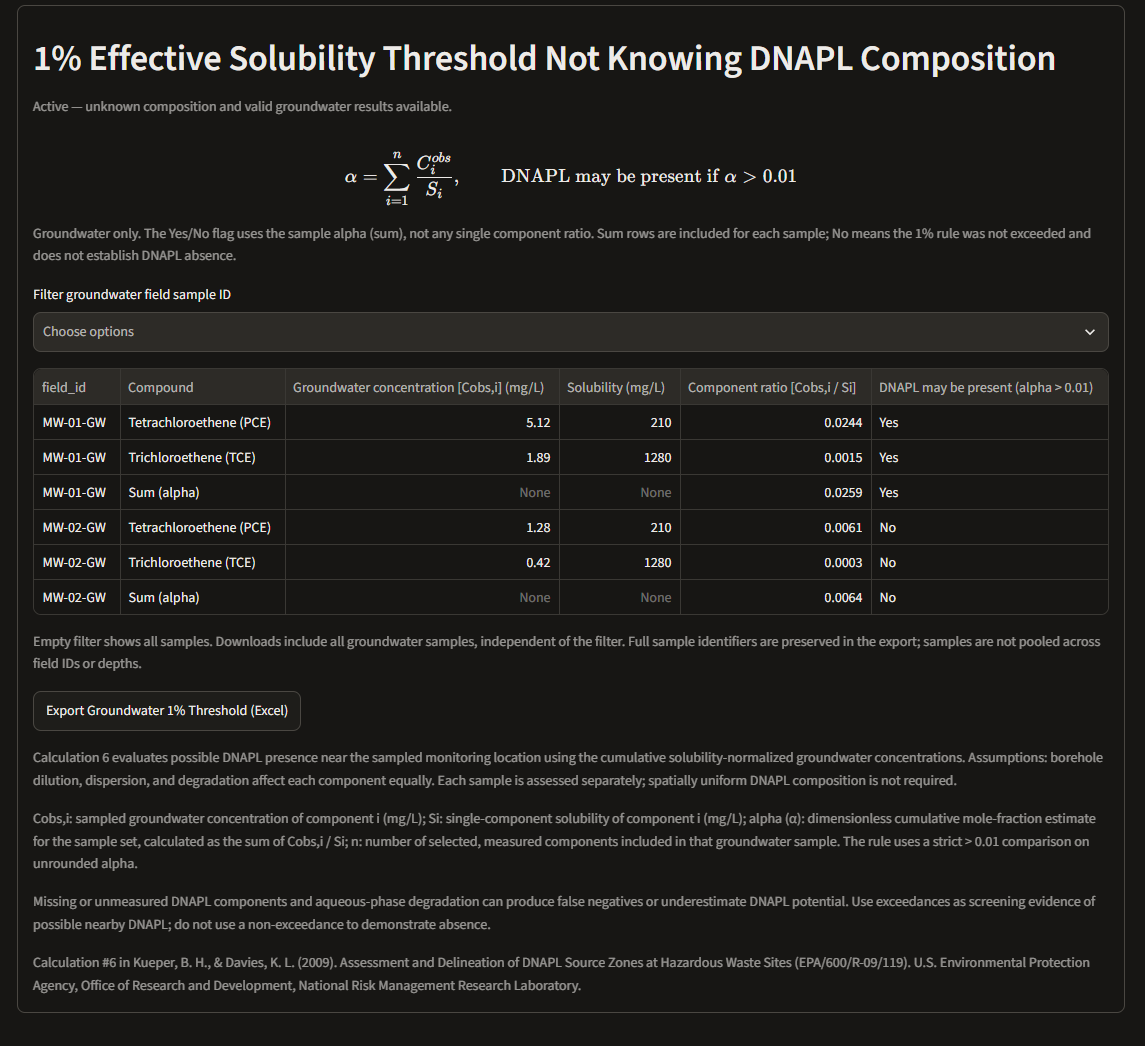 1% Effective Solubility Threshold Not Knowing DNAPL Composition
Active — unknown composition and valid groundwater results available.
α = ∑_{i=1}^{n} C_i^{obs} / S_i, DNAPL may be present if α > 0.01
Groundwater only. The Yes/No flag uses the sample alpha (sum), not any single component ratio. Sum rows are included for each sample; No means the 1% rule was not exceeded and
does not establish DNAPL absence.
Filter groundwater field sample ID
Choose options
field_id Compound Groundwater concentration [Cobs,i] (mg/L) Solubility (mg/L) Component ratio [Cobs,i / Si] DNAPL may be present (alpha > 0.01)
MW-01-GW Tetrachloroethene (PCE) 5.12 210 0.0244 Yes
MW-01-GW Trichloroethene (TCE) 1.89 1280 0.0015 Yes
MW-01-GW Sum (alpha) None None 0.0259 Yes
MW-02-GW Tetrachloroethene (PCE) 1.28 210 0.0061 No
MW-02-GW Trichloroethene (TCE) 0.42 1280 0.0003 No
MW-02-GW Sum (alpha) None None 0.0064 No
Empty filter shows all samples. Downloads include all groundwater samples, independent of the filter. Full sample identifiers are preserved in the export; samples are not pooled across
field IDs or depths.
Export Groundwater 1% Threshold (Excel)
Calculation 6 evaluates possible DNAPL presence near the sampled monitoring location using the cumulative solubility-normalized groundwater concentrations. Assumptions: borehole
dilution, dispersion, and degradation affect each component equally. Each sample is assessed separately; spatially uniform DNAPL composition is not required.
Cobs,i: sampled groundwater concentration of component i (mg/L); Si: single-component solubility of component i (mg/L); alpha (α): dimensionless cumulative mole-fraction estimate
for the sample set, calculated as the sum of Cobs,i / Si; n: number of selected, measured components included in that groundwater sample. The rule uses a strict > 0.01 comparison on
unrounded alpha.
Missing or unmeasured DNAPL components and aqueous-phase degradation can produce false negatives or underestimate DNAPL potential. Use exceedances as screening evidence of
possible nearby DNAPL; do not use a non-exceedance to demonstrate absence.
Calculation #6 in Kueper, B. H., & Davies, K. L. (2009). Assessment and Delineation of DNAPL Source Zones at Hazardous Waste Sites (EPA/600/R-09/119). U.S. Environmental Protection
Agency, Office of Research and Development, National Risk Management Research Laboratory.